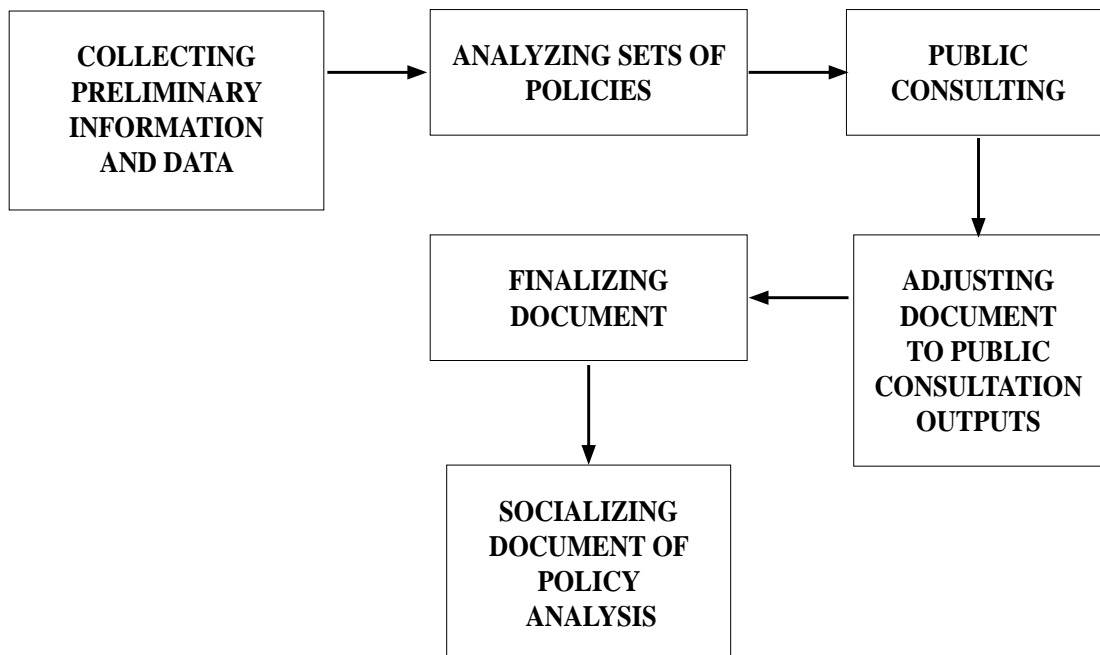 COLLECTING
PRELIMINARY
INFORMATION
AND DATA
ANALYZING SETS OF
POLICIES
PUBLIC
CONSULTING
ADJUSTING
DOCUMENT
TO PUBLIC
CONSULTATION
OUTPUTS
FINALIZING
DOCUMENT
SOCIALIZING
DOCUMENT OF
POLICY
ANALYSIS